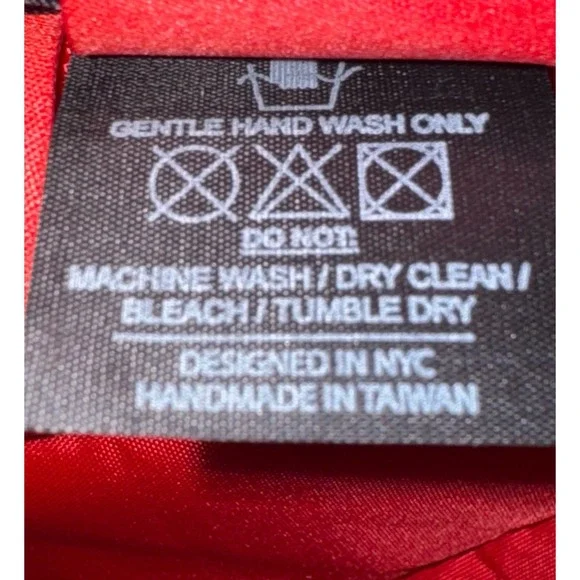 GENTLE HAND WASH ONLY
DO NOT:
MACHINE WASH / DRY CLEAN /
BLEACH / TUMBLE DRY
DESIGNED IN NYC
HANDMADE IN TAIWAN